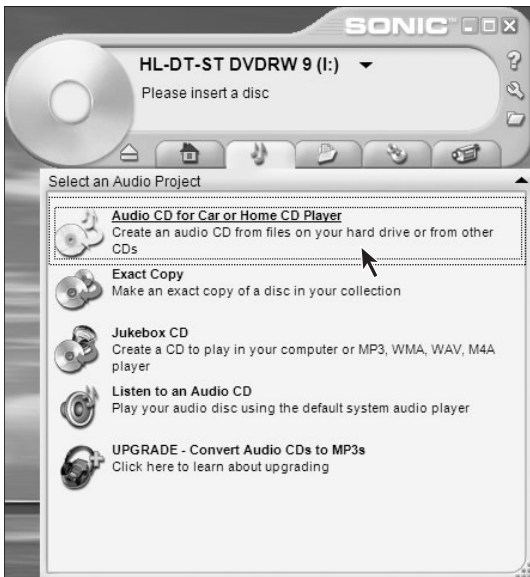 SONIC
HL-DT-ST DVDRW 9 (I:)
Please insert a disc
Select an Audio Project
Audio CD for Car or Home CD Player
Create an audio CD from files on your hard drive or from other
CDs
Exact Copy
Make an exact copy of a disc in your collection
Jukebox CD
Create a CD to play in your computer or MP3, WMA, WAV, M4A
player
Listen to an Audio CD
Play your audio disc using the default system audio player
UPGRADE - Convert Audio CDs to MP3s
Click here to learn about upgrading